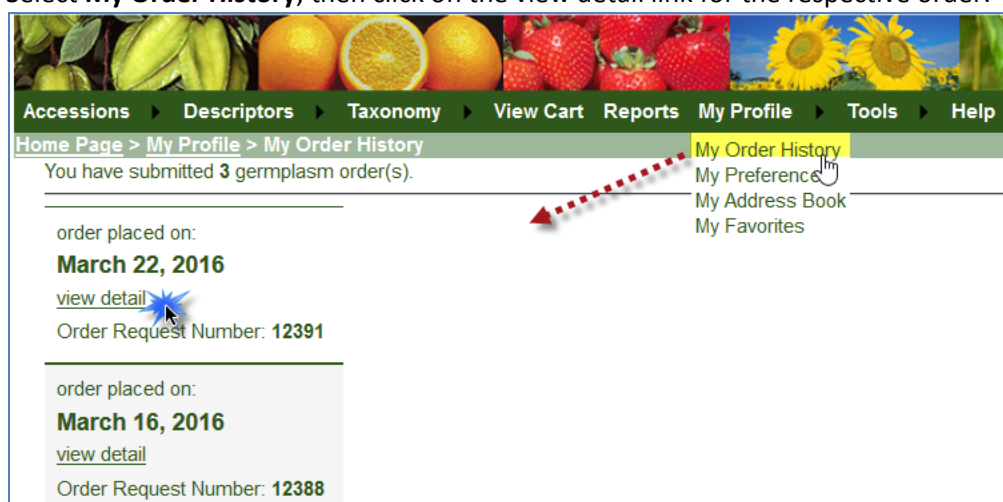 Select My Order History, then click on the view detail link for the respective order.
Accessions Descriptors Taxonomy View Cart Reports My Profile Tools Help
Home Page > My Profile > My Order History
My Order History
You have submitted 3 germplasm order(s).
My Preference
My Address Book
My Favorites
order placed on:
March 22, 2016
view detail
Order Request Number: 12391
order placed on:
March 16, 2016
view detail
Order Request Number: 12388